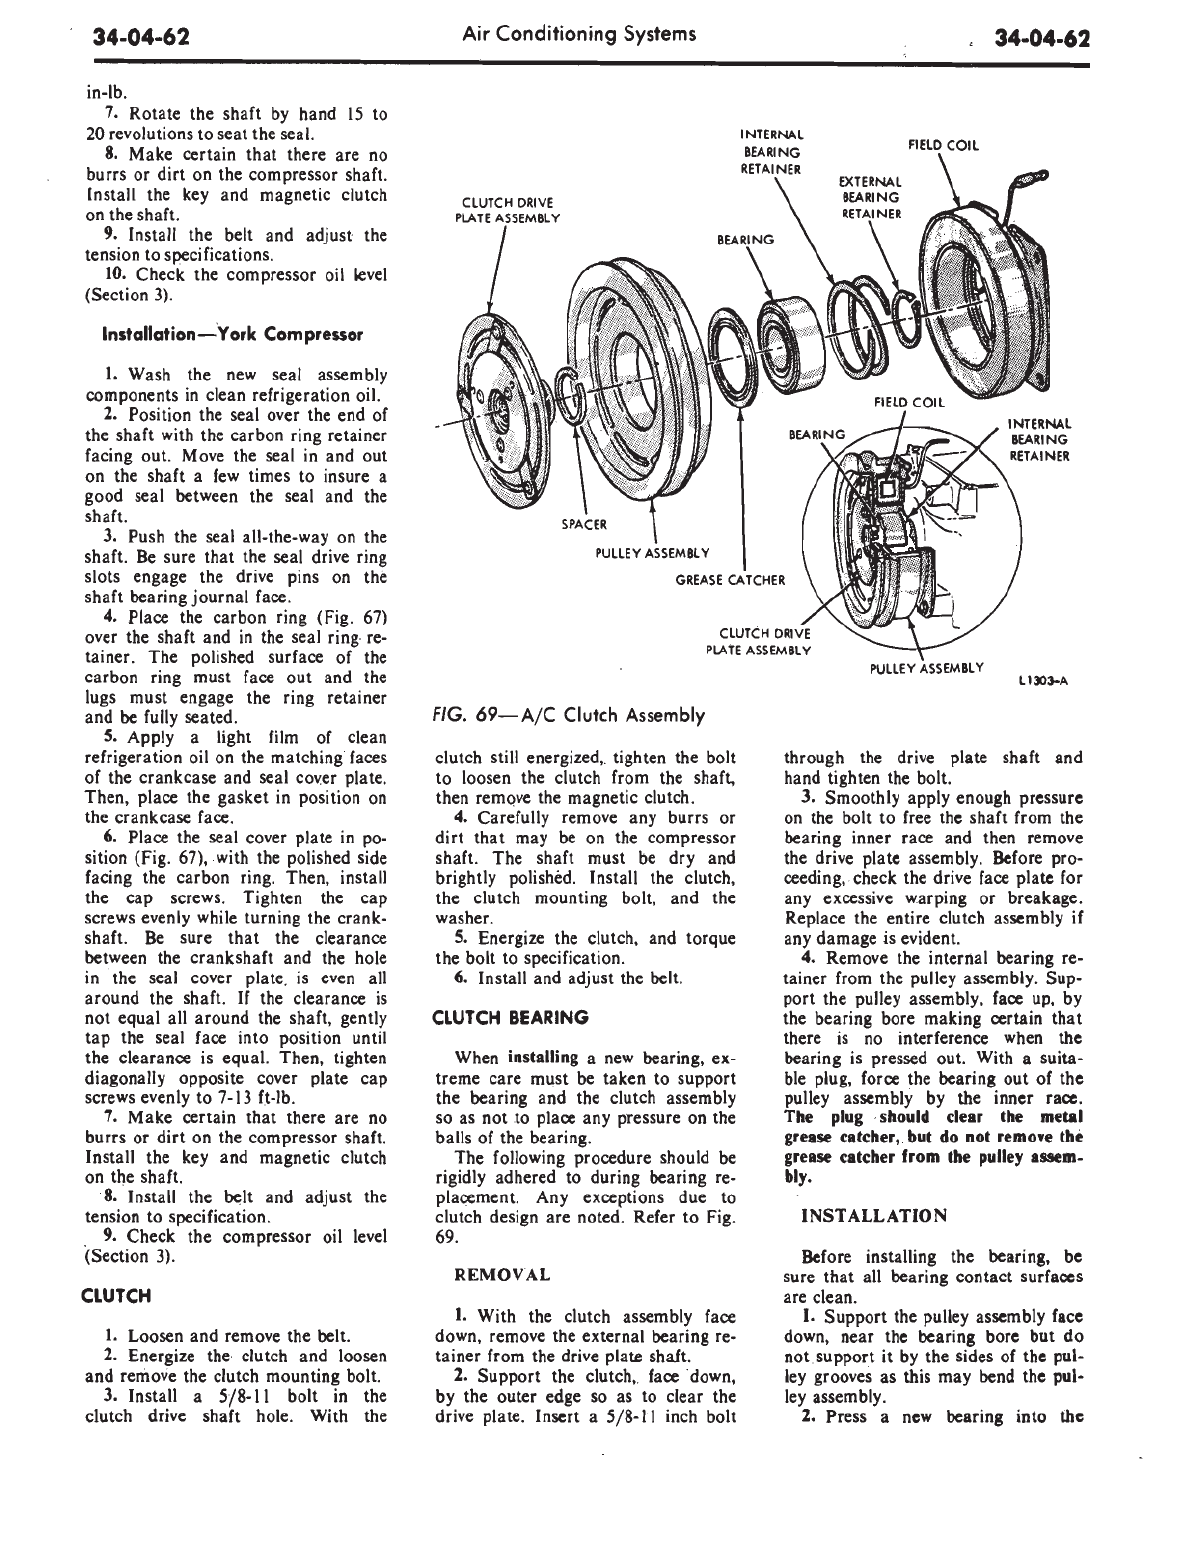 34-04-62
Air Conditioning Systems
34-04-62
in-lb.
7. Rotate the shaft by hand 15 to
20 revolutions to seat the seal.
8. Make certain that there are no
burrs or dirt on the compressor shaft.
Install the key and magnetic clutch
on the shaft.
9. Install the belt and adjust the
tension to specifications.
10. Check the compressor oil level
(Section 3).
Installation—York Compressor
1. Wash the new seal assembly
components in clean refrigeration oil.
2. Position the seal over the end of
the shaft with the carbon ring retainer
facing out. Move the seal in and out
on the shaft a few times to insure a
good seal between the seal and the
shaft.
3. Push the seal all-the-way on the
shaft. Be sure that the seal drive ring
slots engage the drive pins on the
shaft bearing journal face.
4. Place the carbon ring (Fig. 67)
over the shaft and in the seal ring re-
tainer. The polished surface of the
carbon ring must face out and the
lugs must engage the ring retainer
and be fully seated.
5. Apply a light film of clean
refrigeration oil on the matching faces
of the crankcase and seal cover plate.
Then, place the gasket in position on
the crankcase face.
6. Place the seal cover plate in po-
sition (Fig. 67), with the polished side
facing the carbon ring. Then, install
the cap screws. Tighten the cap
screws evenly while turning the crank-
shaft. Be sure that the clearance
between the crankshaft and the hole
in the seal cover plate, is even all
around the shaft. If the clearance is
not equal all around the shaft, gently
tap the seal face into position until
the clearance is equal. Then, tighten
diagonally opposite cover plate cap
screws evenly to 7-13 ft-lb.
7. Make certain that there are no
burrs or dirt on the compressor shaft.
Install the key and magnetic clutch
on the shaft.
8. Install the belt and adjust the
tension to specification.
9. Check the compressor oil level
(Section 3).
CLUTCH
1. Loosen and remove the belt.
2. Energize the clutch and loosen
and remove the clutch mounting bolt.
3. Install a 5/8-11 bolt in the
clutch drive shaft hole. With the
CLUTCH DRIVE
PLATE ASSEMBLY
INTERNAL
BEARING
RETAINER
FIELD COIL
EXTERNAL
BEARING
RETAINER
BEARING
SPACER
PULLEY ASSEMBLY
GREASE CATCHER
FIELD COIL
BEARING
INTERNAL
BEARING
RETAINER
CLUTCH DRIVE
PLATE ASSEMBLY
PULLEY ASSEMBLY
L1303-A
FIG. 69—A/C Clutch Assembly
clutch still energized, tighten the bolt
to loosen the clutch from the shaft,
then remove the magnetic clutch.
4. Carefully remove any burrs or
dirt that may be on the compressor
shaft. The shaft must be dry and
brightly polished. Install the clutch,
the clutch mounting bolt, and the
washer.
5. Energize the clutch, and torque
the bolt to specification.
6. Install and adjust the belt.
CLUTCH BEARING
When installing a new bearing, ex-
treme care must be taken to support
the bearing and the clutch assembly
so as not to place any pressure on the
balls of the bearing.
The following procedure should be
rigidly adhered to during bearing re-
placement. Any exceptions due to
clutch design are noted. Refer to Fig.
69.
REMOVAL
1. With the clutch assembly face
down, remove the external bearing re-
tainer from the drive plate shaft.
2. Support the clutch, face down,
by the outer edge so as to clear the
drive plate. Insert a 5/8-11 inch bolt
through the drive plate shaft and
hand tighten the bolt.
3. Smoothly apply enough pressure
on the bolt to free the shaft from the
bearing inner race and then remove
the drive plate assembly. Before pro-
ceeding, check the drive face plate for
any excessive warping or breakage.
Replace the entire clutch assembly if
any damage is evident.
4. Remove the internal bearing re-
tainer from the pulley assembly. Sup-
port the pulley assembly, face up, by
the bearing bore making certain that
there is no interference when the
bearing is pressed out. With a suita-
ble plug, force the bearing out of the
pulley assembly by the inner race.
The plug should clear the metal
grease catcher, but do not remove the
grease catcher from the pulley assem-
bly.
INSTALLATION
Before installing the bearing, be
sure that all bearing contact surfaces
are clean.
1. Support the pulley assembly face
down, near the bearing bore but do
not support it by the sides of the pul-
ley grooves as this may bend the pul-
ley assembly.
2. Press a new bearing into the